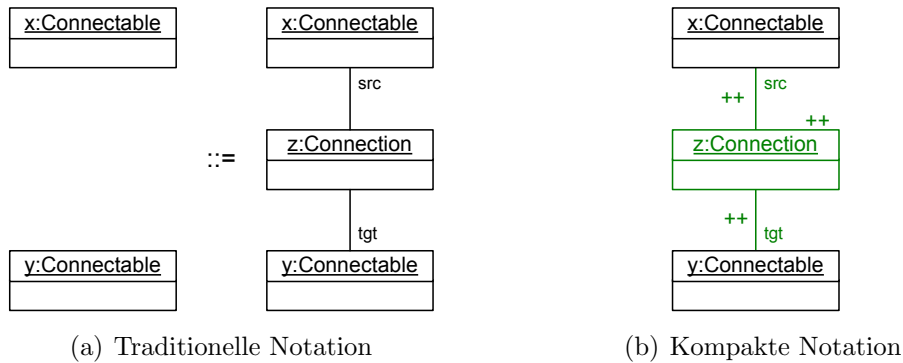 x:Connectable x:Connectable x:Connectable
src ++ src
++
::= z:Connection z:Connection
tgt ++ tgt
y:Connectable y:Connectable y:Connectable
(a) Traditionelle Notation (b) Kompakte Notation